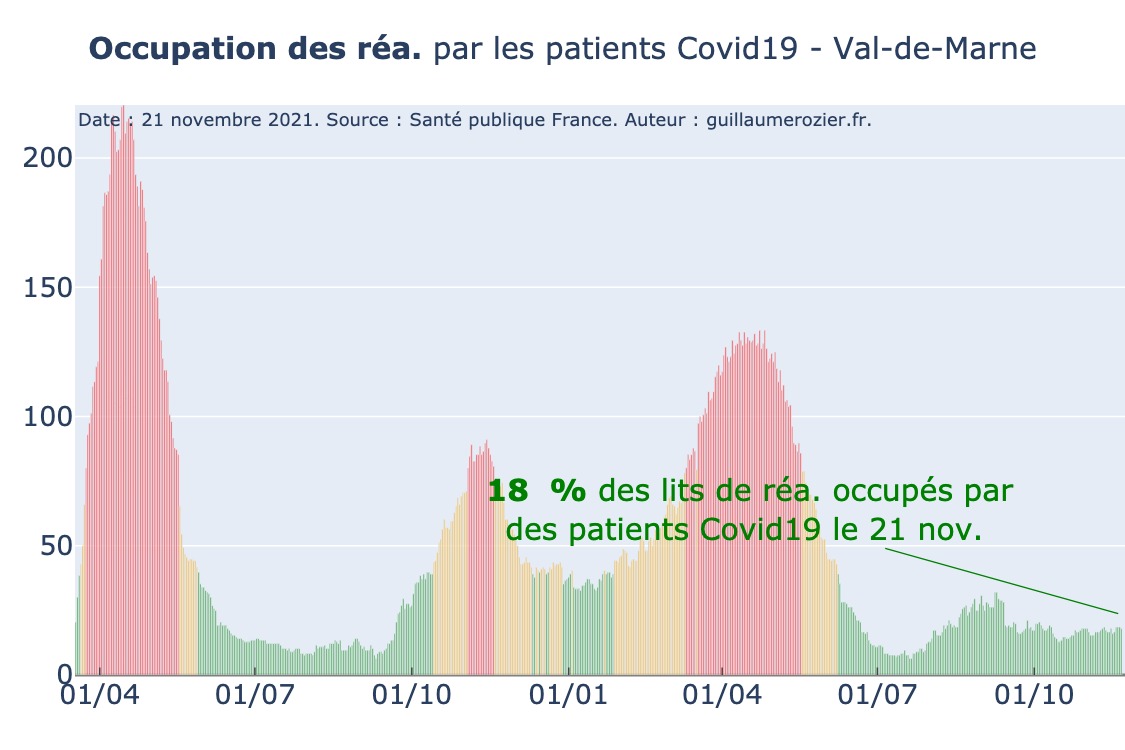 Occupation des réa. par les patients Covid19 - Val-de-Marne
Date : 21 novembre 2021. Source : Santé publique France. Auteur : guillaumerozier.fr.
200
150
100
18 % des lits de réa. occupés par
des patients Covid19 le 21 nov.
50
0
01/04 01/07 01/10 01/01 01/04 01/07 01/10